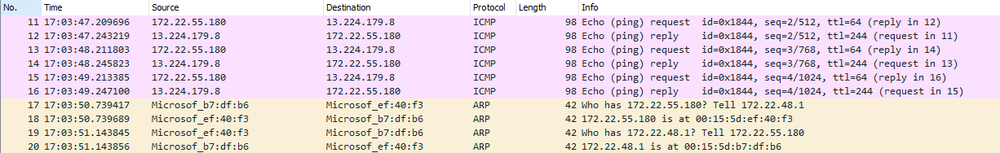 No. Time Source Destination Protocol Length Info
11 17:03:47.209696 172.22.55.180 13.224.179.8 ICMP 98 Echo (ping) request id=0x1844, seq=2/512, ttl=64 (reply in 12)
12 17:03:47.243219 13.224.179.8 172.22.55.180 ICMP 98 Echo (ping) reply id=0x1844, seq=2/512, ttl=244 (request in 11)
13 17:03:48.211803 172.22.55.180 13.224.179.8 ICMP 98 Echo (ping) request id=0x1844, seq=3/768, ttl=64 (reply in 14)
14 17:03:48.245823 13.224.179.8 172.22.55.180 ICMP 98 Echo (ping) reply id=0x1844, seq=3/768, ttl=244 (request in 13)
15 17:03:49.213385 172.22.55.180 13.224.179.8 ICMP 98 Echo (ping) request id=0x1844, seq=4/1024, ttl=64 (reply in 16)
16 17:03:49.247100 13.224.179.8 172.22.55.180 ICMP 98 Echo (ping) reply id=0x1844, seq=4/1024, ttl=244 (request in 15)
17 17:03:50.739417 Microsof_b7:df:b6 Microsof_ef:40:f3 ARP 42 Who has 172.22.55.180? Tell 172.22.48.1
18 17:03:50.739689 Microsof_ef:40:f3 Microsof_b7:df:b6 ARP 42 172.22.55.180 is at 00:15:5d:ef:40:f3
19 17:03:51.143845 Microsof_ef:40:f3 Microsof_b7:df:b6 ARP 42 Who has 172.22.48.1? Tell 172.22.55.180
20 17:03:51.143856 Microsof_b7:df:b6 Microsof_ef:40:f3 ARP 42 172.22.48.1 is at 00:15:5d:b7:df:b6